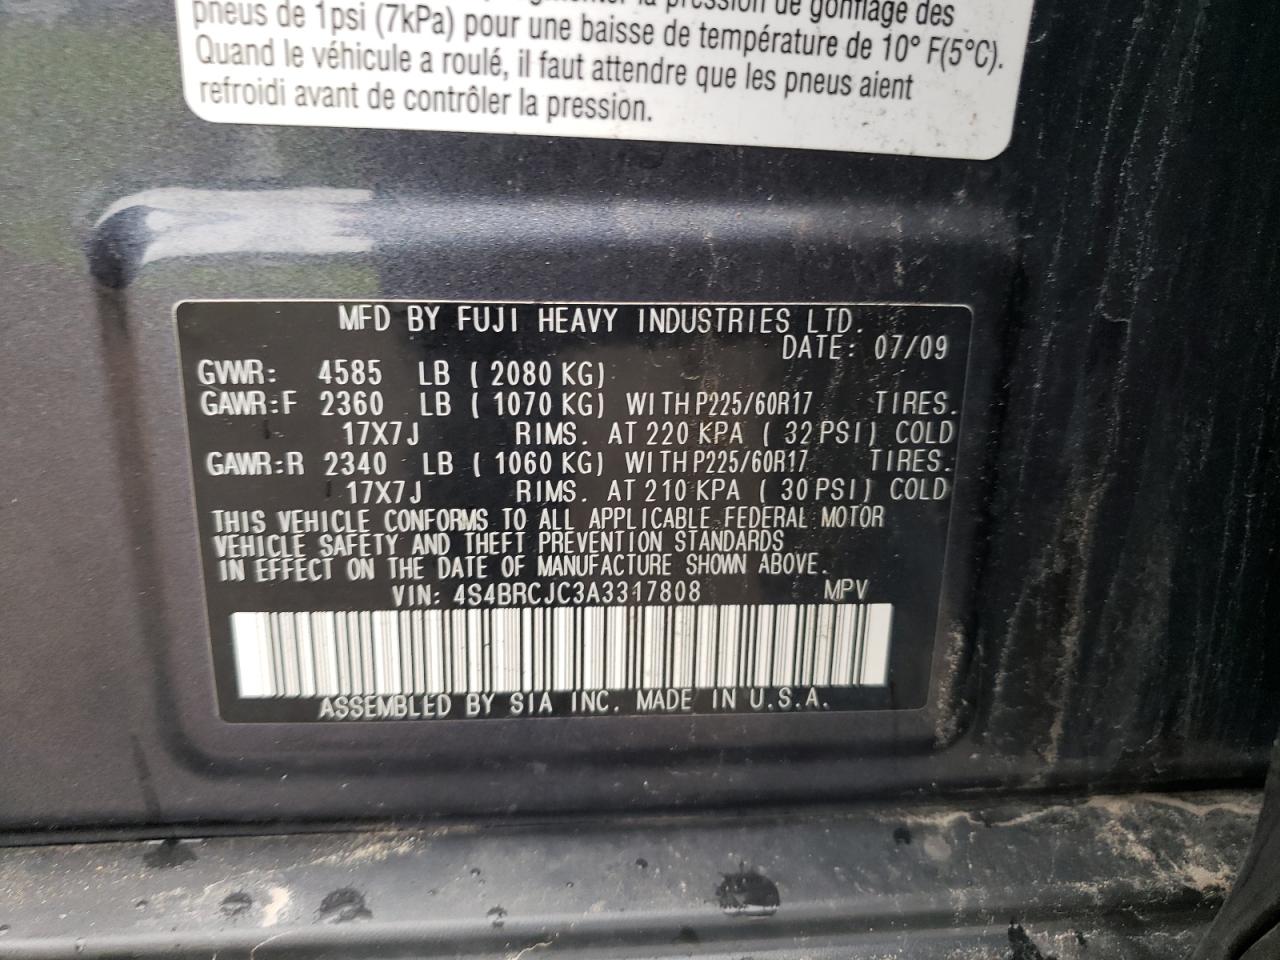 la pression de gonflage des
pneus de 1psi (7kPa) pour une baisse de température de 10° F(5°C).
Quand le véhicule a roulé, il faut attendre que les pneus aient
refroidi avant de contrôler la pression.
MFD BY FUJI HEAVY INDUSTRIES LTD.
DATE: 07/09
GVWR: 4585 LB ( 2080 KG)
GAWR:F 2360 LB ( 1070 KG) WITH P225/60R17 TIRES.
17X7J RIMS. AT 220 KPA ( 32 PSI) COLD
GAWR:R 2340 LB ( 1060 KG) WITH P225/60R17 TIRES.
17X7J RIMS. AT 210 KPA ( 30 PSI) COLD
THIS VEHICLE CONFORMS TO ALL APPLICABLE FEDERAL MOTOR
VEHICLE SAFETY AND THEFT PREVENTION STANDARDS
IN EFFECT ON THE DATE OF MANUFACTURE SHOWN ABOVE.
VIN: 4S4BRCJC3A3317808 MPV
ASSEMBLED BY SIA INC. MADE IN U.S.A.